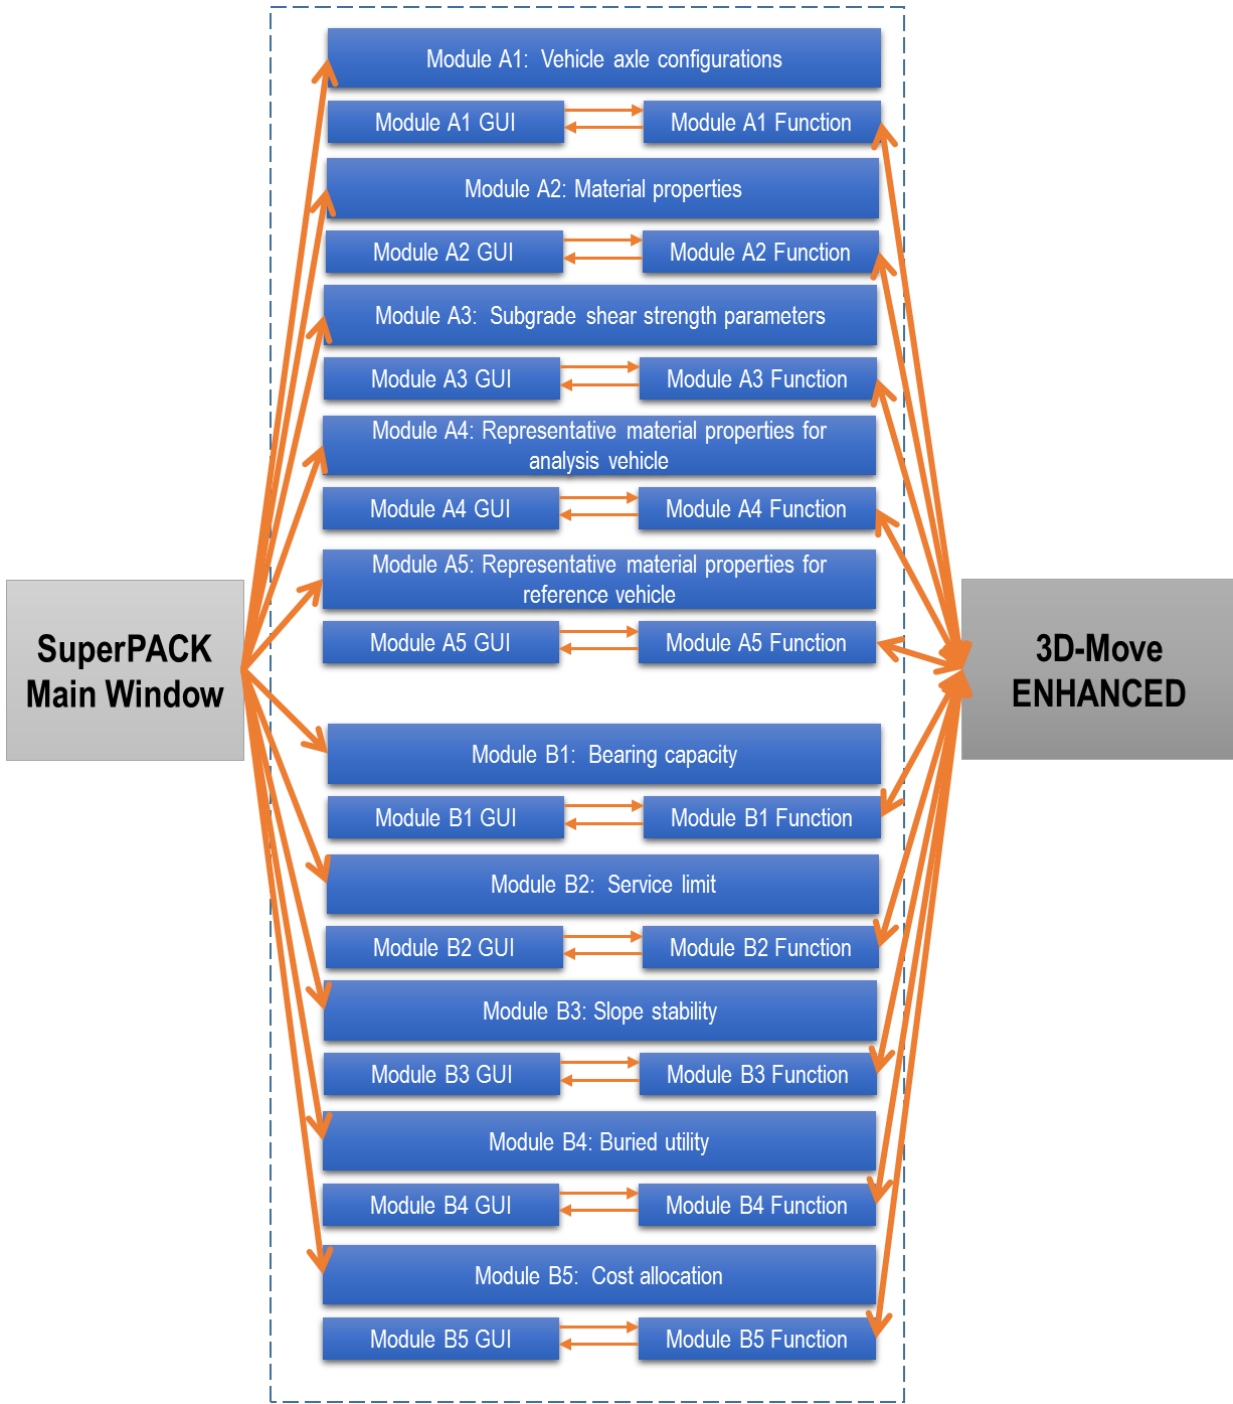 Module A1: Vehicle axle configurations
Module A1 GUI
Module A1 Function
Module A2: Material properties
Module A2 GUI
Module A2 Function
Module A3: Subgrade shear strength parameters
Module A3 GUI
Module A3 Function
Module A4: Representative material properties for
analysis vehicle
Module A4 GUI
Module A4 Function
Module A5: Representative material properties for
reference vehicle
Module A5 GUI
Module A5 Function
SuperPACK
Main Window
3D-Move
ENHANCED
Module B1: Bearing capacity
Module B1 GUI
Module B1 Function
Module B2: Service limit
Module B2 GUI
Module B2 Function
Module B3: Slope stability
Module B3 GUI
Module B3 Function
Module B4: Buried utility
Module B4 GUI
Module B4 Function
Module B5: Cost allocation
Module B5 GUI
Module B5 Function